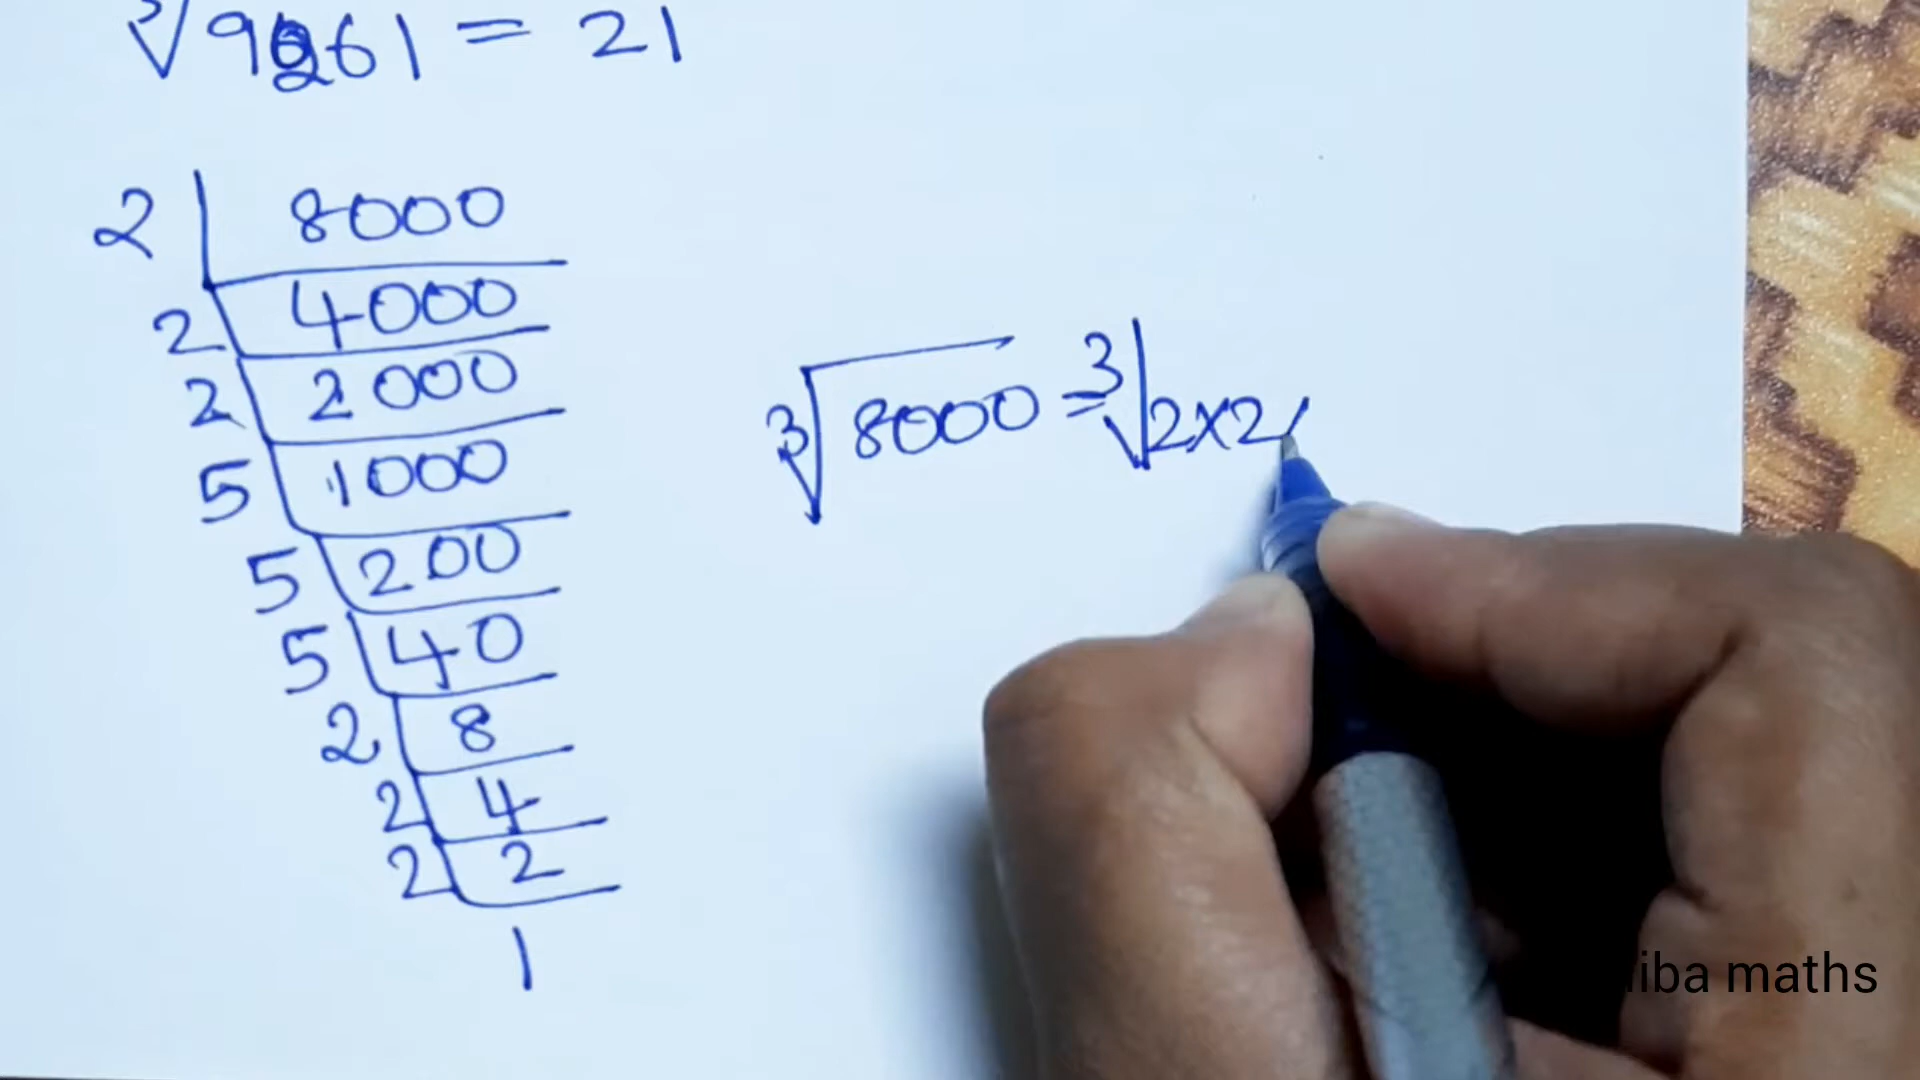 ∛9261 = 21
2 | 8000
2 | 4000
2 | 2000
5 | 1000
5 | 200
5 | 40
2 | 8
2 | 4
2 | 2
1
∛8000 = ∛2×2
iba maths